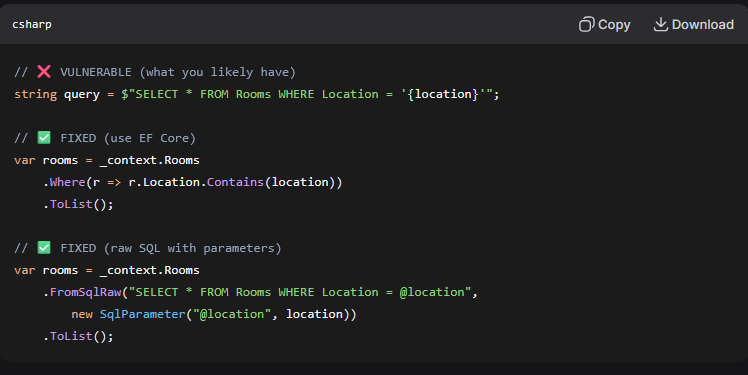 csharp
Copy
Download
// ❌ VULNERABLE (what you likely have)
string query = $"SELECT * FROM Rooms WHERE Location = '{location}'";
// ✅ FIXED (use EF Core)
var rooms = _context.Rooms
    .Where(r => r.Location.Contains(location))
    .ToList();
// ✅ FIXED (raw SQL with parameters)
var rooms = _context.Rooms
    .FromSqlRaw("SELECT * FROM Rooms WHERE Location = @location",
        new SqlParameter("@location", location))
    .ToList();